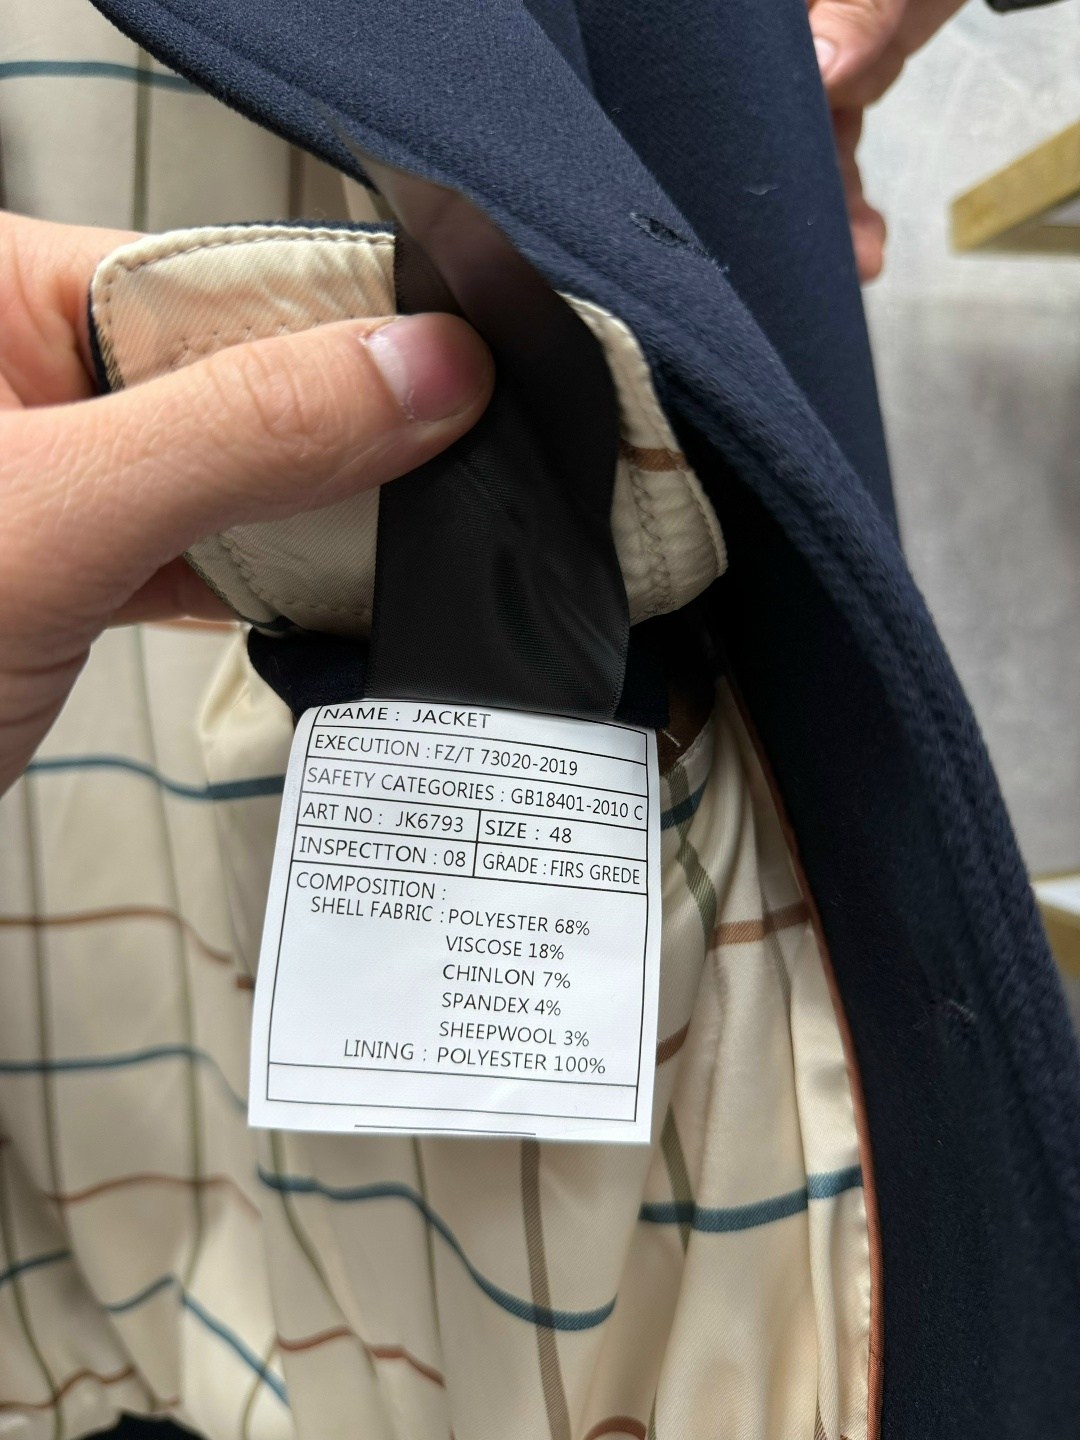 NAME : JACKET
EXECUTION : FZ/T 73020-2019
SAFETY CATEGORIES : GB18401-2010 C
ART NO : JK6793 SIZE : 48
INSPECTTON : 08 GRADE : FIRS GREDE
COMPOSITION :
SHELL FABRIC : POLYESTER 68%
VISCOSE 18%
CHINLON 7%
SPANDEX 4%
SHEEPWOOL 3%
LINING : POLYESTER 100%